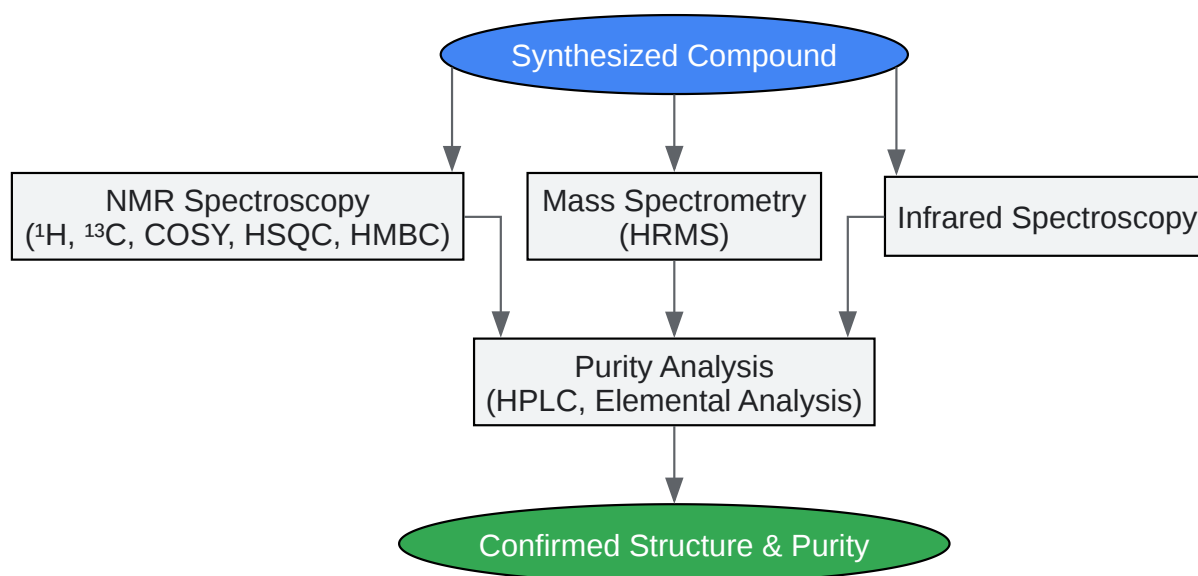 Synthesized Compound
NMR Spectroscopy
(¹H, ¹³C, COSY, HSQC, HMBC)
Mass Spectrometry
(HRMS)
Infrared Spectroscopy
Purity Analysis
(HPLC, Elemental Analysis)
Confirmed Structure & Purity